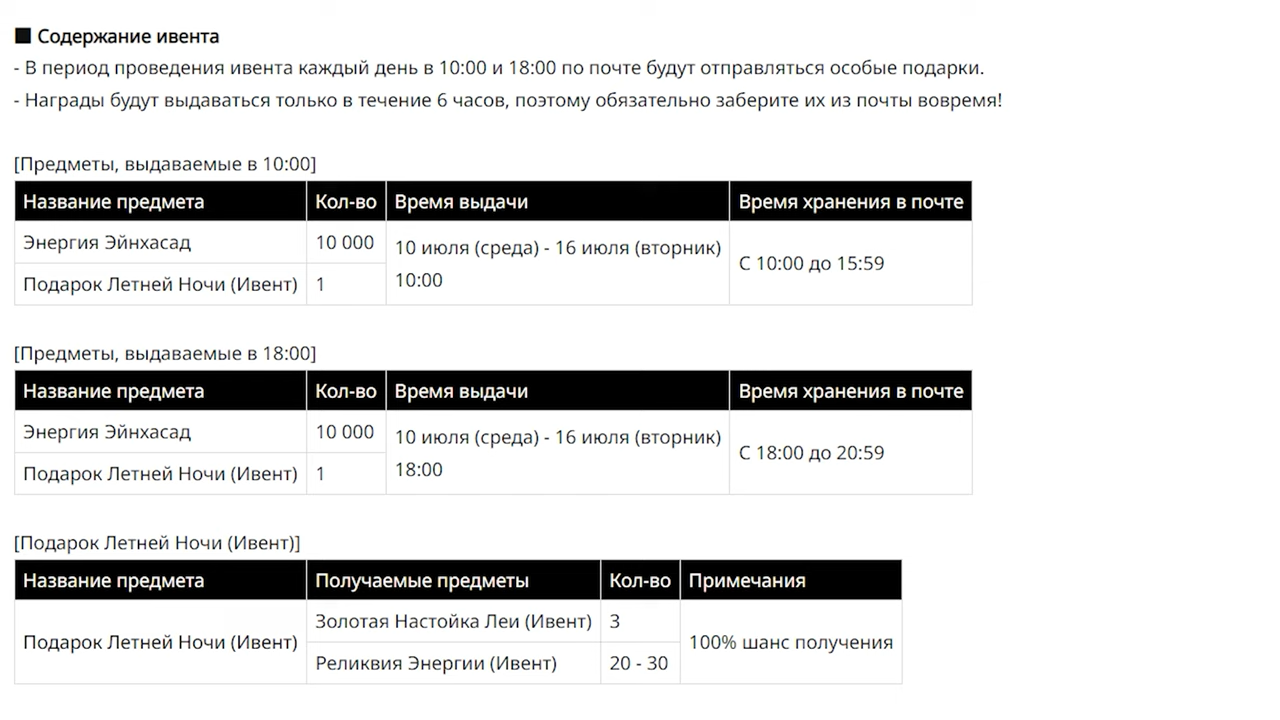 ■ Содержание ивента
- В период проведения ивента каждый день в 10:00 и 18:00 по почте будут отправляться особые подарки.
- Награды будут выдаваться только в течение 6 часов, поэтому обязательно заберите их из почты вовремя!
[Предметы, выдаваемые в 10:00]
Название предмета Кол-во Время выдачи Время хранения в почте
Энергия Эйнхасад 10 000 10 июля (среда) - 16 июля (вторник)
10:00 С 10:00 до 15:59
Подарок Летней Ночи (Ивент) 1
[Предметы, выдаваемые в 18:00]
Название предмета Кол-во Время выдачи Время хранения в почте
Энергия Эйнхасад 10 000 10 июля (среда) - 16 июля (вторник)
18:00 С 18:00 до 20:59
Подарок Летней Ночи (Ивент) 1
[Подарок Летней Ночи (Ивент)]
Название предмета Получаемые предметы Кол-во Примечания
Подарок Летней Ночи (Ивент) Золотая Настойка Леи (Ивент) 3 100% шанс получения
Реликвия Энергии (Ивент) 20 - 30